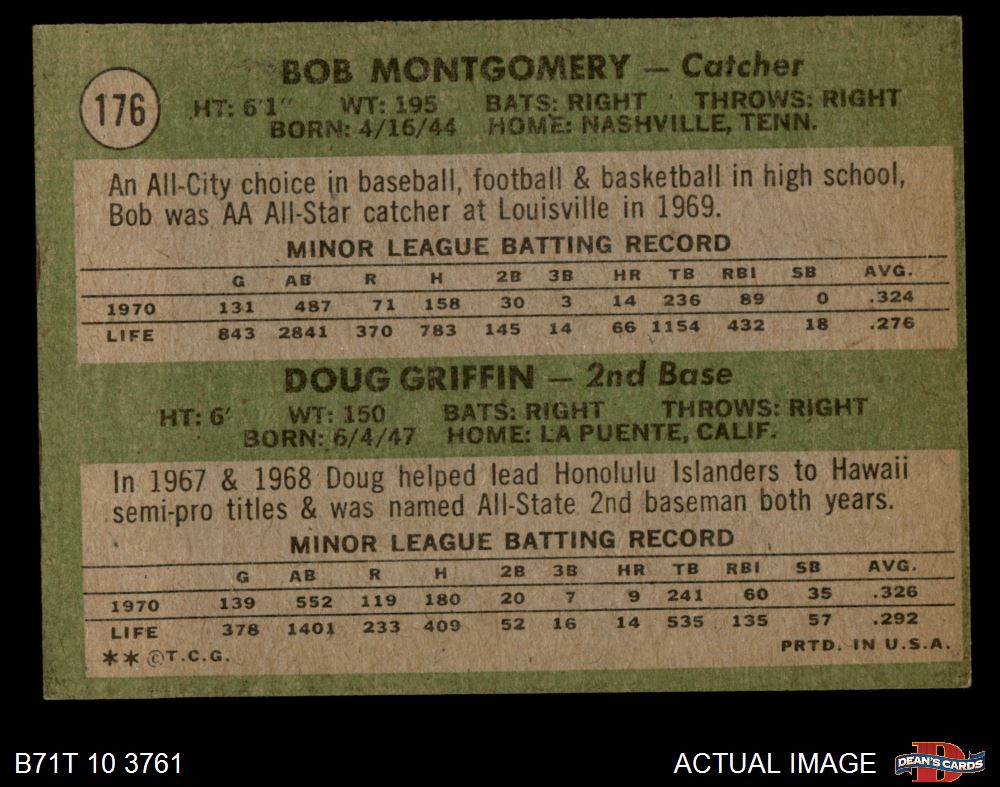 BOB MONTGOMERY — Catcher
176
HT: 6'1" WT: 195 BATS: RIGHT THROWS: RIGHT
BORN: 4/16/44 HOME: NASHVILLE, TENN.
An All-City choice in baseball, football & basketball in high school,
Bob was AA All-Star catcher at Louisville in 1969.
MINOR LEAGUE BATTING RECORD
G AB R H 2B 3B HR TB RBI SB AVG.
1970 131 487 71 158 30 3 14 236 89 0 .324
LIFE 843 2841 370 783 145 14 66 1154 432 18 .276
DOUG GRIFFIN — 2nd Base
HT: 6' WT: 150 BATS: RIGHT THROWS: RIGHT
BORN: 6/4/47 HOME: LA PUENTE, CALIF.
In 1967 & 1968 Doug helped lead Honolulu Islanders to Hawaii
semi-pro titles & was named All-State 2nd baseman both years.
MINOR LEAGUE BATTING RECORD
G AB R H 2B 3B HR TB RBI SB AVG.
1970 139 552 119 180 20 7 9 241 60 35 .326
LIFE 378 1401 233 409 52 16 14 535 135 57 .292
** ©T.C.G. PRTD. IN U.S.A.
B71T 10 3761 ACTUAL IMAGE DEAN'S CARDS